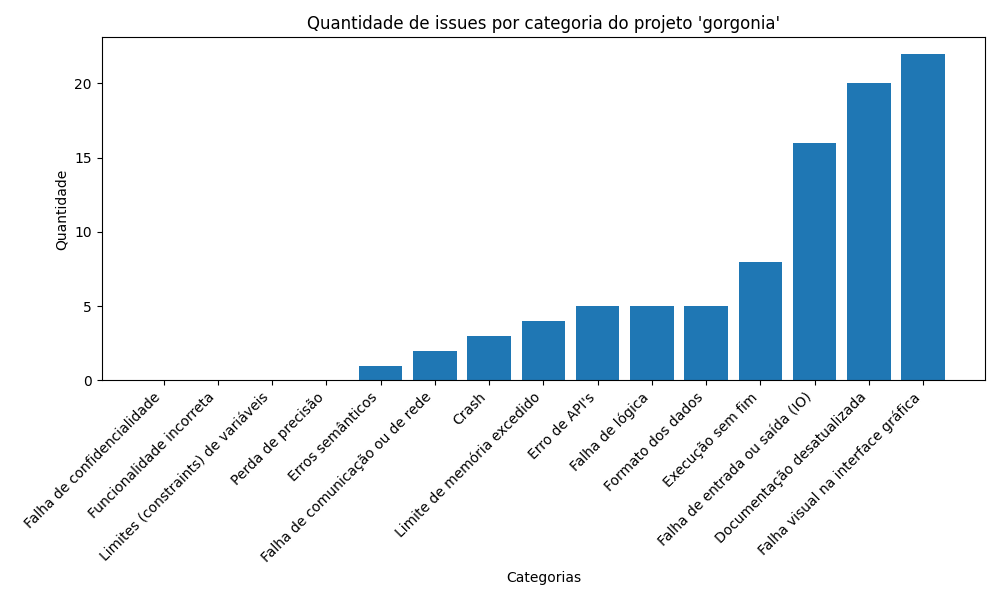 Quantidade de issues por categoria do projeto 'gorgonia'
Quantidade
20
15
10
5
0
Falha de confidencialidade
Funcionalidade incorreta
Limites (constraints) de variáveis
Perda de precisão
Erros semânticos
Falha de comunicação ou de rede
Crash
Limite de memória excedido
Erro de API's
Falha de lógica
Formato dos dados
Execução sem fim
Falha de entrada ou saída (IO)
Documentação desatualizada
Falha visual na interface gráfica
Categorias